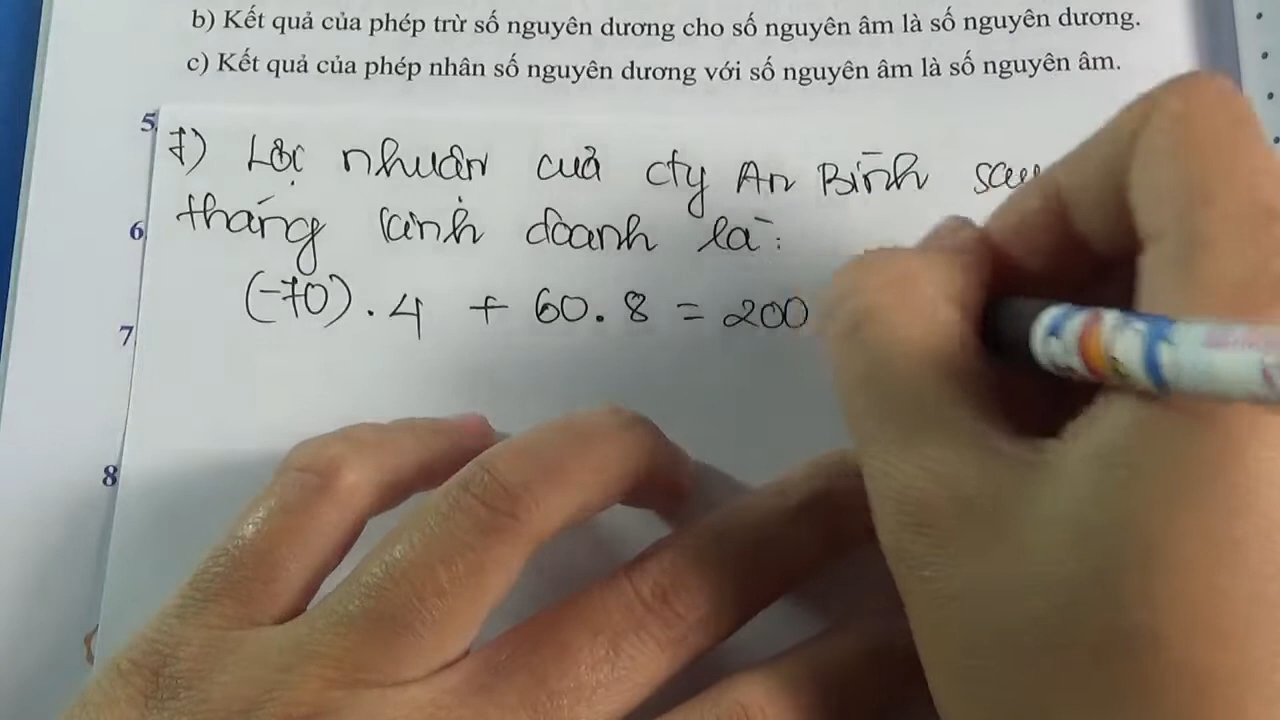 b) Kết quả của phép trừ số nguyên dương cho số nguyên âm là số nguyên dương.
c) Kết quả của phép nhân số nguyên dương với số nguyên âm là số nguyên âm.
5.
7) Lợi nhuận của cty An Bình sau
6
tháng kinh doanh là:
(-70).4 + 60.8 = 200
7
8